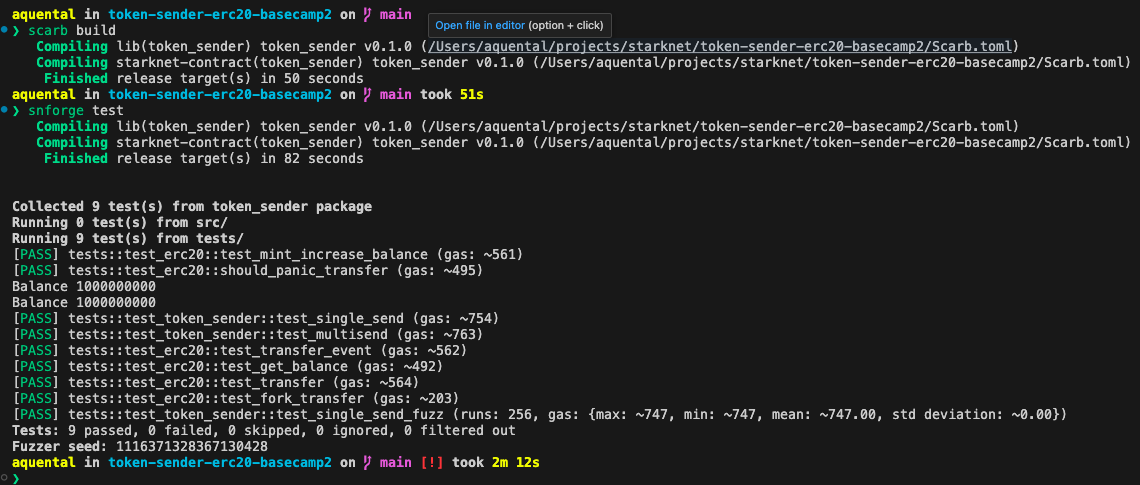 aquental in token-sender-erc20-basecamp2 on main
Open file in editor (option + click)
❯ scarb build
Compiling lib(token_sender) token_sender v0.1.0 (/Users/aquental/projects/starknet/token-sender-erc20-basecamp2/Scarb.toml)
Compiling starknet-contract(token_sender) token_sender v0.1.0 (/Users/aquental/projects/starknet/token-sender-erc20-basecamp2/Scarb.toml)
Finished release target(s) in 50 seconds
aquental in token-sender-erc20-basecamp2 on main took 51s
❯ snforge test
Compiling lib(token_sender) token_sender v0.1.0 (/Users/aquental/projects/starknet/token-sender-erc20-basecamp2/Scarb.toml)
Compiling starknet-contract(token_sender) token_sender v0.1.0 (/Users/aquental/projects/starknet/token-sender-erc20-basecamp2/Scarb.toml)
Finished release target(s) in 82 seconds
Collected 9 test(s) from token_sender package
Running 0 test(s) from src/
Running 9 test(s) from tests/
[PASS] tests::test_erc20::test_mint_increase_balance (gas: ~561)
[PASS] tests::test_erc20::should_panic_transfer (gas: ~495)
Balance 1000000000
Balance 1000000000
[PASS] tests::test_token_sender::test_single_send (gas: ~754)
[PASS] tests::test_token_sender::test_multisend (gas: ~763)
[PASS] tests::test_erc20::test_transfer_event (gas: ~562)
[PASS] tests::test_erc20::test_get_balance (gas: ~492)
[PASS] tests::test_erc20::test_transfer (gas: ~564)
[PASS] tests::test_erc20::test_fork_transfer (gas: ~203)
[PASS] tests::test_token_sender::test_single_send_fuzz (runs: 256, gas: {max: ~747, min: ~747, mean: ~747.00, std deviation: ~0.00})
Tests: 9 passed, 0 failed, 0 skipped, 0 ignored, 0 filtered out
Fuzzer seed: 1116371328367130428
aquental in token-sender-erc20-basecamp2 on main [!] took 2m 12s
❯